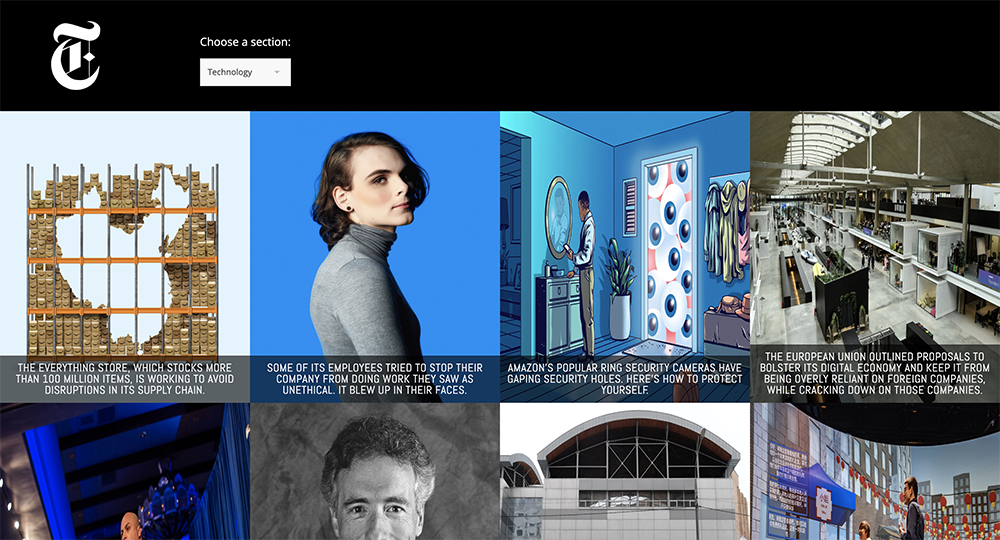 T
Choose a section:
Technology
THE EVERYTHING STORE, WHICH STOCKS MORE
THAN 100 MILLION ITEMS, IS WORKING TO AVOID
DISRUPTIONS IN ITS SUPPLY CHAIN.
SOME OF ITS EMPLOYEES TRIED TO STOP THEIR
COMPANY FROM DOING WORK THEY SAW AS
UNETHICAL. IT BLEW UP IN THEIR FACES.
AMAZON'S POPULAR RING SECURITY CAMERAS HAVE
GAPING SECURITY HOLES. HERE'S HOW TO PROTECT
YOURSELF.
THE EUROPEAN UNION OUTLINED PROPOSALS TO
BOLSTER ITS DIGITAL ECONOMY AND KEEP IT FROM
BEING OVERLY RELIANT ON FOREIGN COMPANIES,
WHILE CRACKING DOWN ON THOSE COMPANIES.